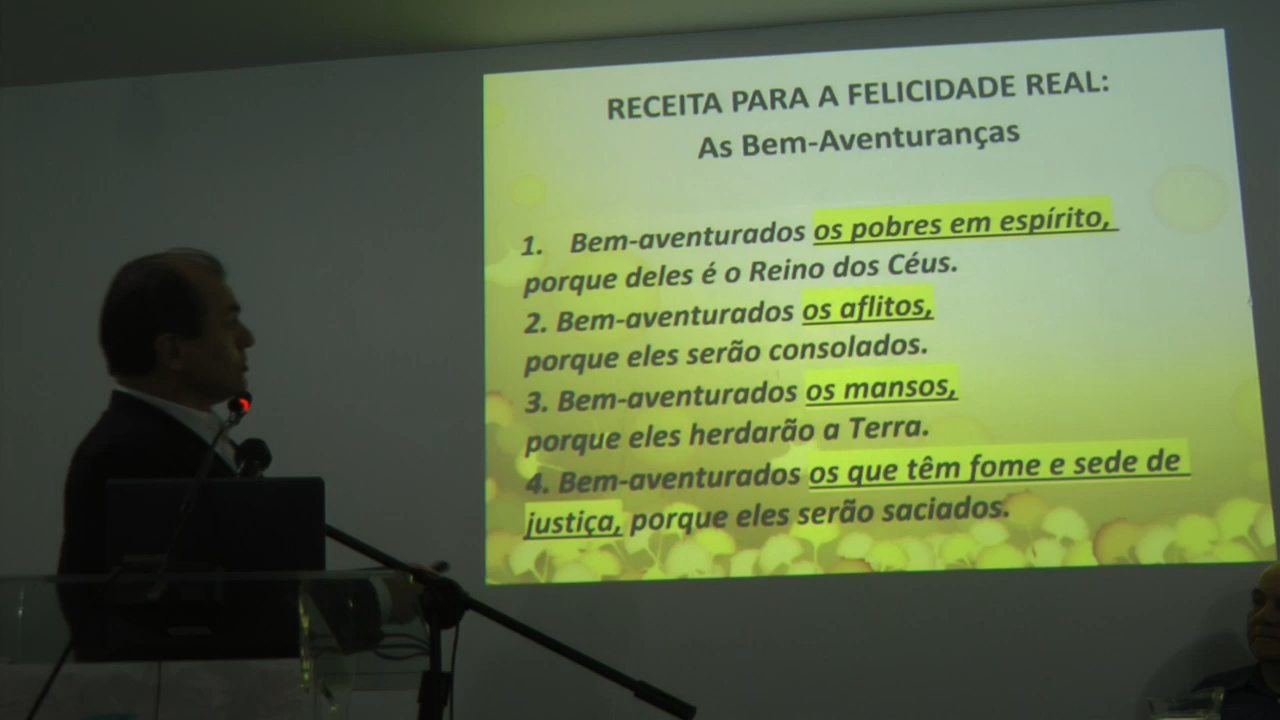 RECEITA PARA A FELICIDADE REAL:
As Bem-Aventuranças
1. Bem-aventurados os pobres em espírito,
porque deles é o Reino dos Céus.
2. Bem-aventurados os aflitos,
porque eles serão consolados.
3. Bem-aventurados os mansos,
porque eles herdarão a Terra.
4. Bem-aventurados os que têm fome e sede de
justiça, porque eles serão saciados.